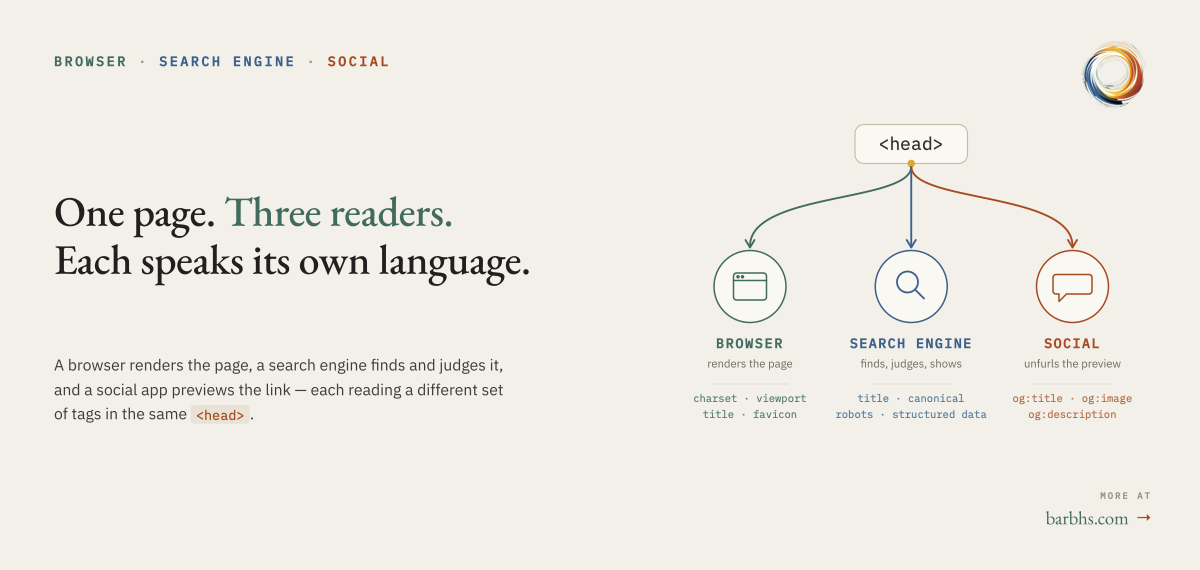 BROWSER · SEARCH ENGINE · SOCIAL
One page. Three readers.
Each speaks its own language.
A browser renders the page, a search engine finds and judges it,
and a social app previews the link — each reading a different set
of tags in the same <head>.
<head>
BROWSER
renders the page
charset · viewport
title · favicon
SEARCH ENGINE
finds, judges, shows
title · canonical
robots · structured data
SOCIAL
unfurls the preview
og:title · og:image
og:description
MORE AT
barbhs.com →